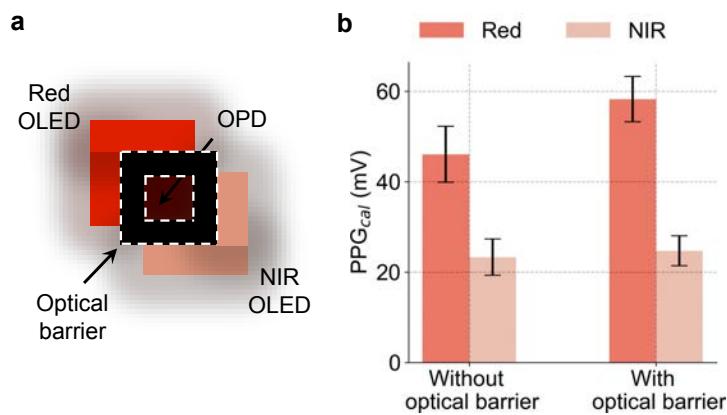 a
Red
OLED
OPD
Optical
barrier
NIR
OLED
b
Red
NIR
PPGcal (mV)
60
40
20
0
Without
optical barrier
With
optical barrier